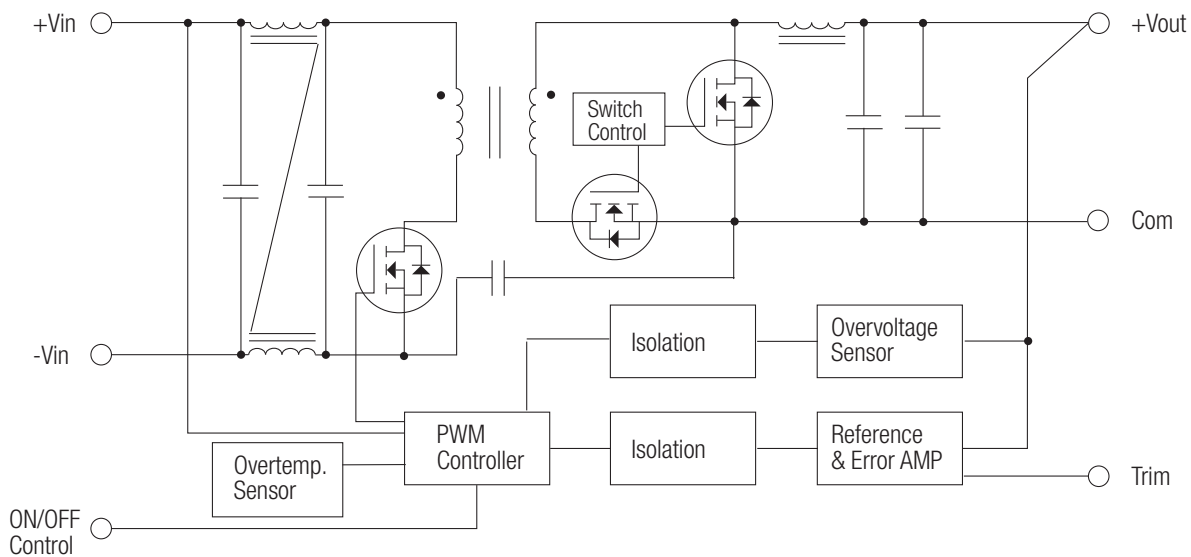 +Vin
+Vout
Switch
Control
Com
-Vin
Isolation
Overvoltage
Sensor
PWM
Controller
Isolation
Reference
& Error AMP
Overtemp.
Sensor
Trim
ON/OFF
Control